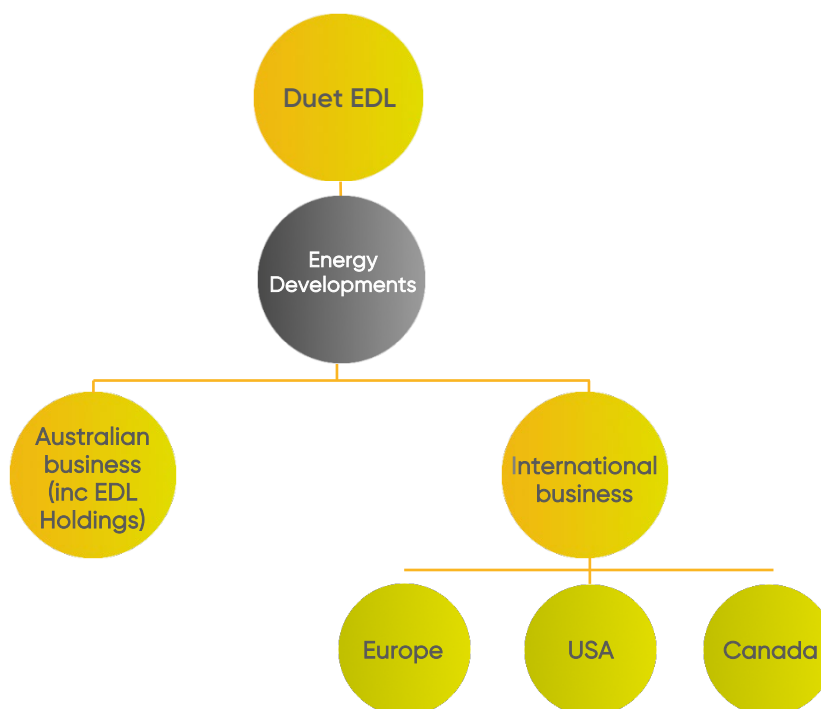 Duet EDL
Energy
Developments
Australian
business
(inc EDL
Holdings)
International
business
Europe
USA
Canada